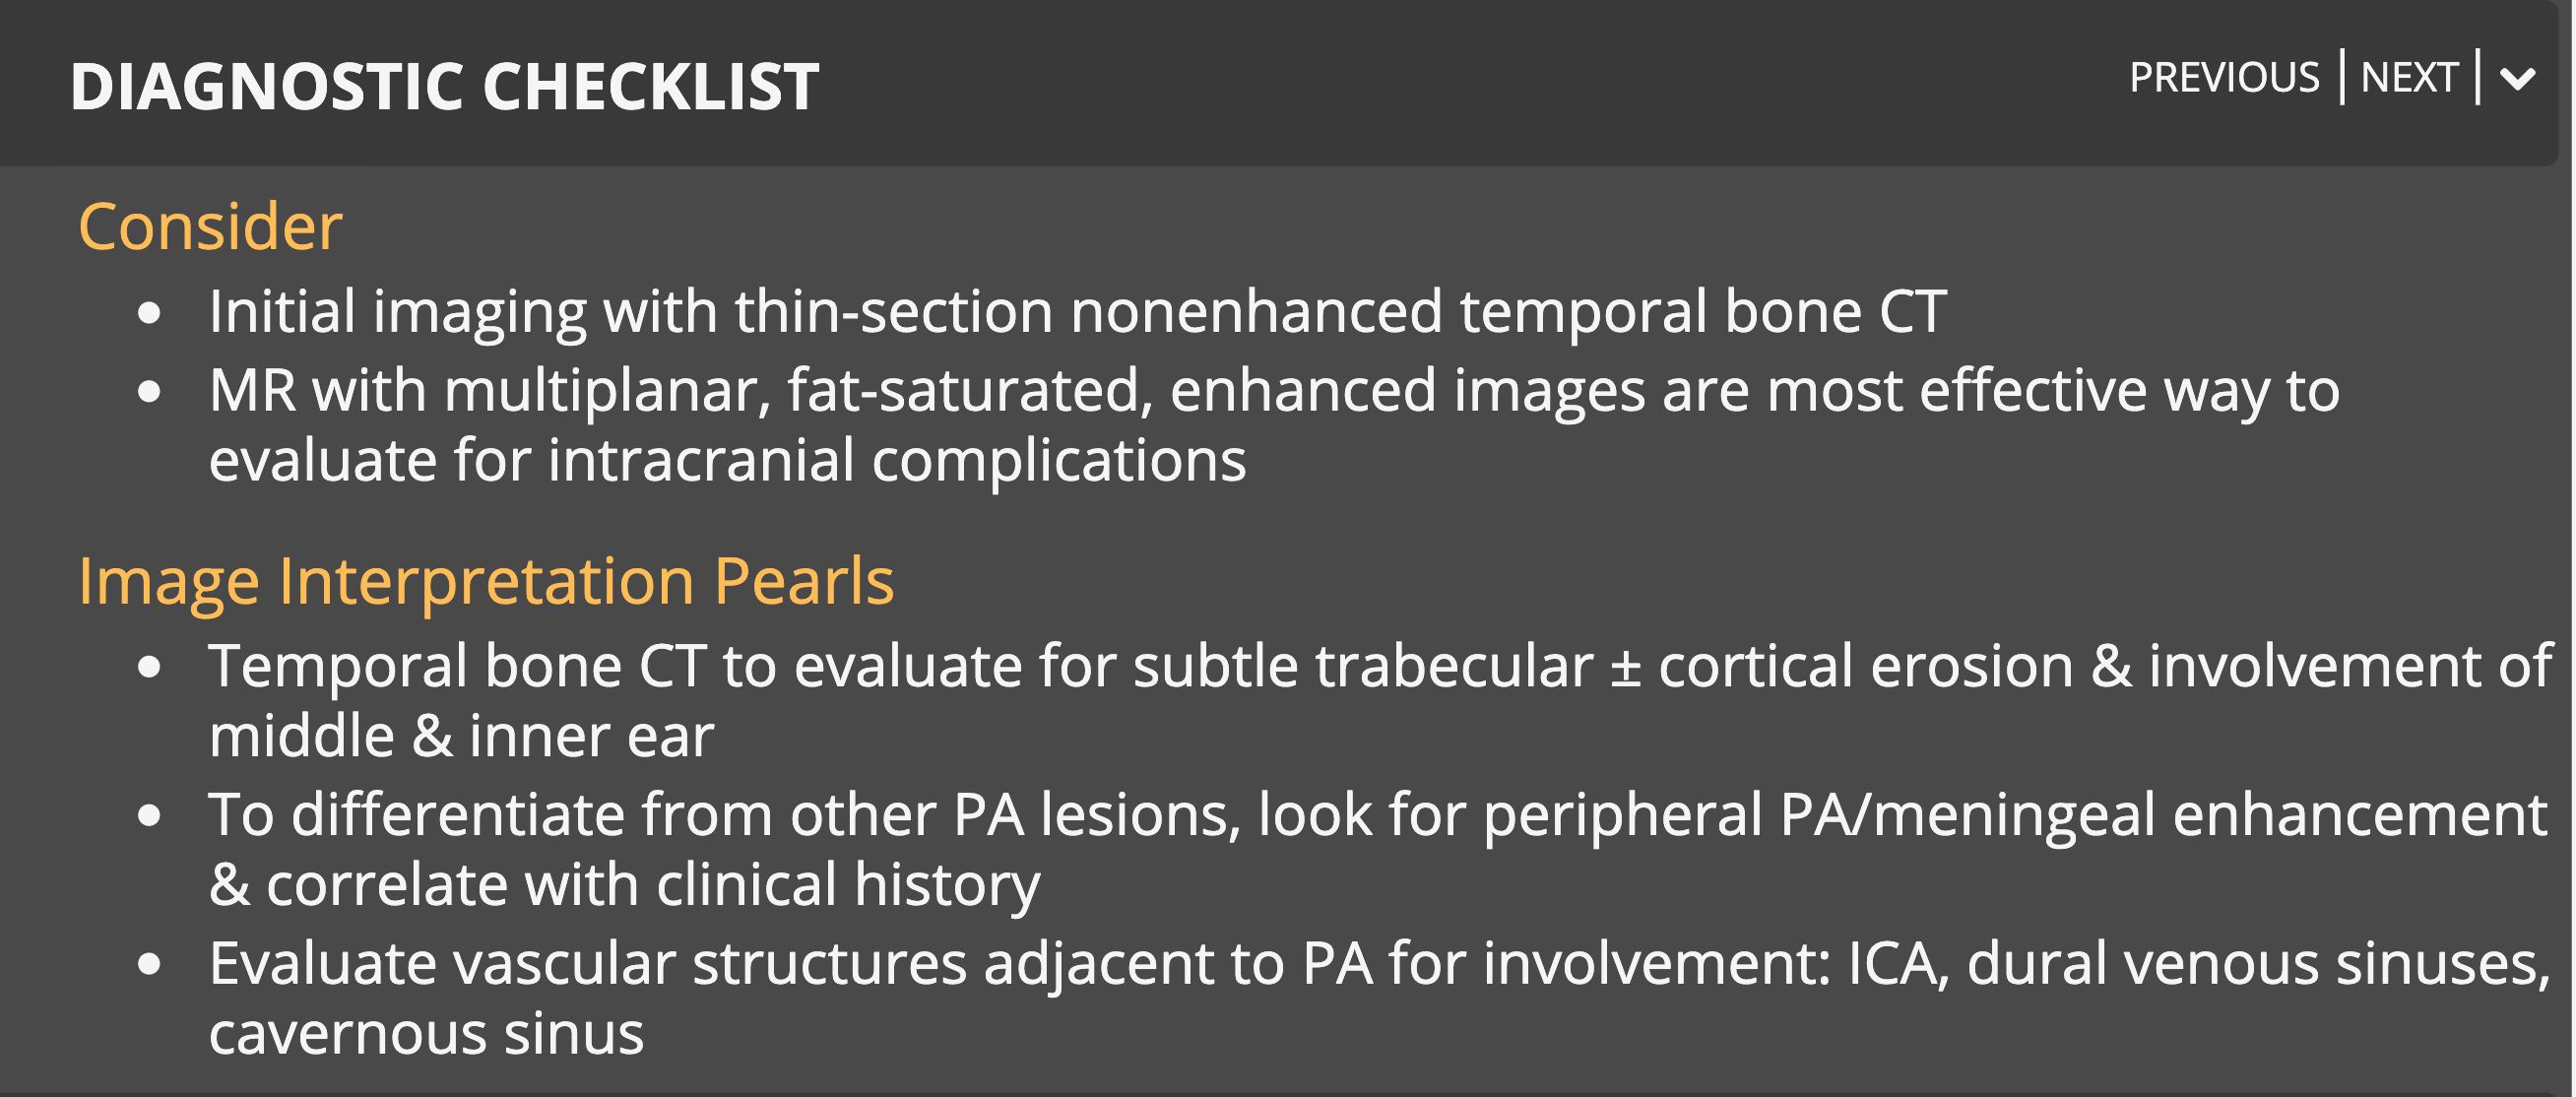 DIAGNOSTIC CHECKLIST
PREVIOUS | NEXT |
Consider
• Initial imaging with thin-section nonenhanced temporal bone CT
• MR with multiplanar, fat-saturated, enhanced images are most effective way to
evaluate for intracranial complications
Image Interpretation Pearls
• Temporal bone CT to evaluate for subtle trabecular ± cortical erosion & involvement of
middle & inner ear
• To differentiate from other PA lesions, look for peripheral PA/meningeal enhancement
& correlate with clinical history
• Evaluate vascular structures adjacent to PA for involvement: ICA, dural venous sinuses,
cavernous sinus